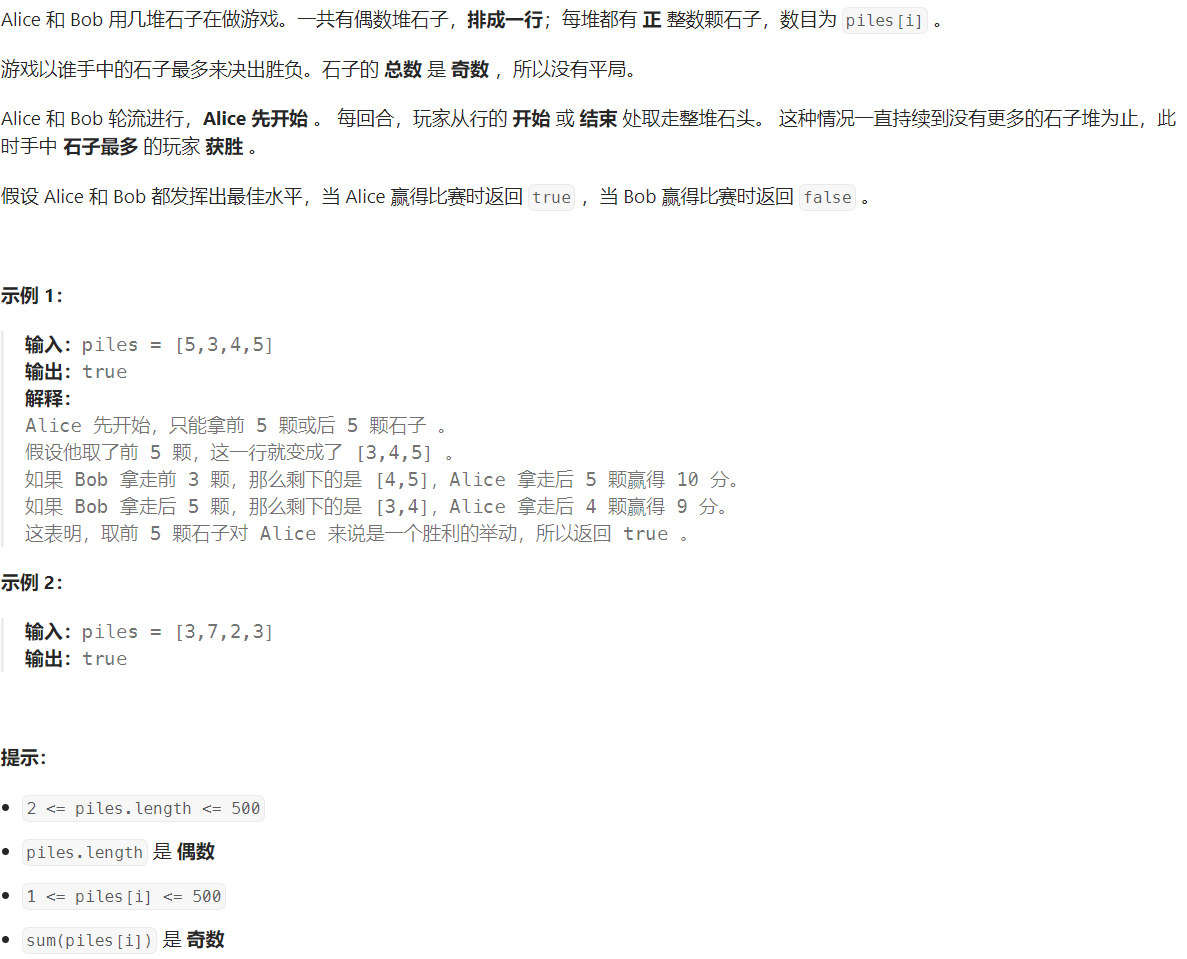 Alice 和 Bob 用几堆石子在做游戏。一共有偶数堆石子，排成一行；每堆都有 正 整数颗石子，数目为 piles[i] 。
游戏以谁手中的石子最多来决出胜负。石子的 总数 是 奇数 ，所以没有平局。
Alice 和 Bob 轮流进行，Alice 先开始 。 每回合，玩家从行的 开始 或 结束 处取走整堆石头。 这种情况一直持续到没有更多的石子堆为止，此
时手中 石子最多 的玩家 获胜 。
假设 Alice 和 Bob 都发挥出最佳水平，当 Alice 赢得比赛时返回 true ，当 Bob 赢得比赛时返回 false 。
示例 1：
输入：piles = [5,3,4,5]
输出：true
解释：
Alice 先开始，只能拿前 5 颗或后 5 颗石子 。
假设他取了前 5 颗，这一行就变成了 [3,4,5] 。
如果 Bob 拿走前 3 颗，那么剩下的是 [4,5]，Alice 拿走后 5 颗赢得 10 分。
如果 Bob 拿走后 5 颗，那么剩下的是 [3,4]，Alice 拿走后 4 颗赢得 9 分。
这表明，取前 5 颗石子对 Alice 来说是一个胜利的举动，所以返回 true 。
示例 2：
输入：piles = [3,7,2,3]
输出：true
提示：
• 2 <= piles.length <= 500
• piles.length 是 偶数
• 1 <= piles[i] <= 500
• sum(piles[i]) 是 奇数